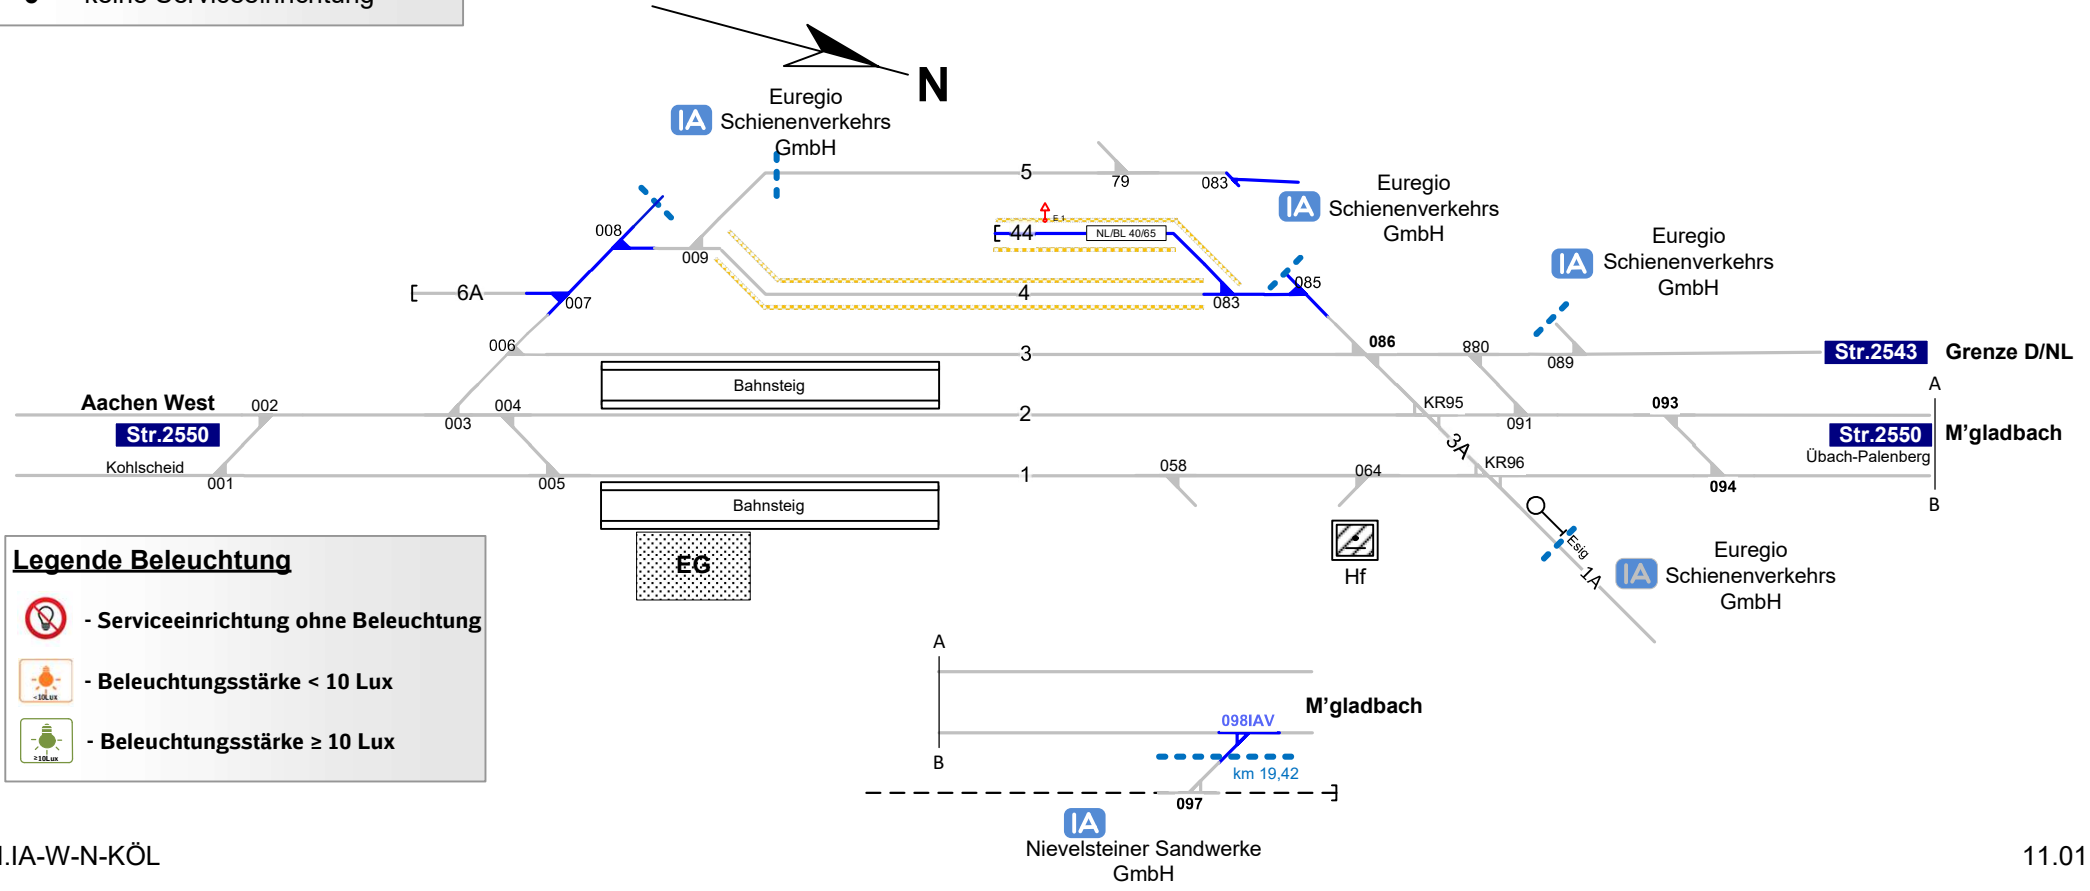 keine Serviceeinrichtung
N
Euregio
Schienenverkehrs
GmbH
IA
5
79
083
Euregio
Schienenverkehrs
GmbH
IA
E 1
44
NL/BL 40/65
008
009
Euregio
Schienenverkehrs
GmbH
IA
6A
007
4
083
085
006
3
086
880
089
Str.2543
Grenze D/NL
Bahnsteig
A
Aachen West
002
004
003
2
KR95
091
093
Str.2550
Str.2550
M'gladbach
Kohlscheid
3A
Übach-Palenberg
001
005
1
058
064
KR96
094
B
Bahnsteig
EG
Hf
Esig
1A
IA
Euregio
Schienenverkehrs
GmbH
Legende Beleuchtung
- Serviceeinrichtung ohne Beleuchtung
<10Lux
- Beleuchtungsstärke < 10 Lux
≥10Lux
- Beleuchtungsstärke ≥ 10 Lux
A
M'gladbach
098IAV
B
km 19,42
097
IA
Nievelsteiner Sandwerke
GmbH
.IA-W-N-KÖL
11.01